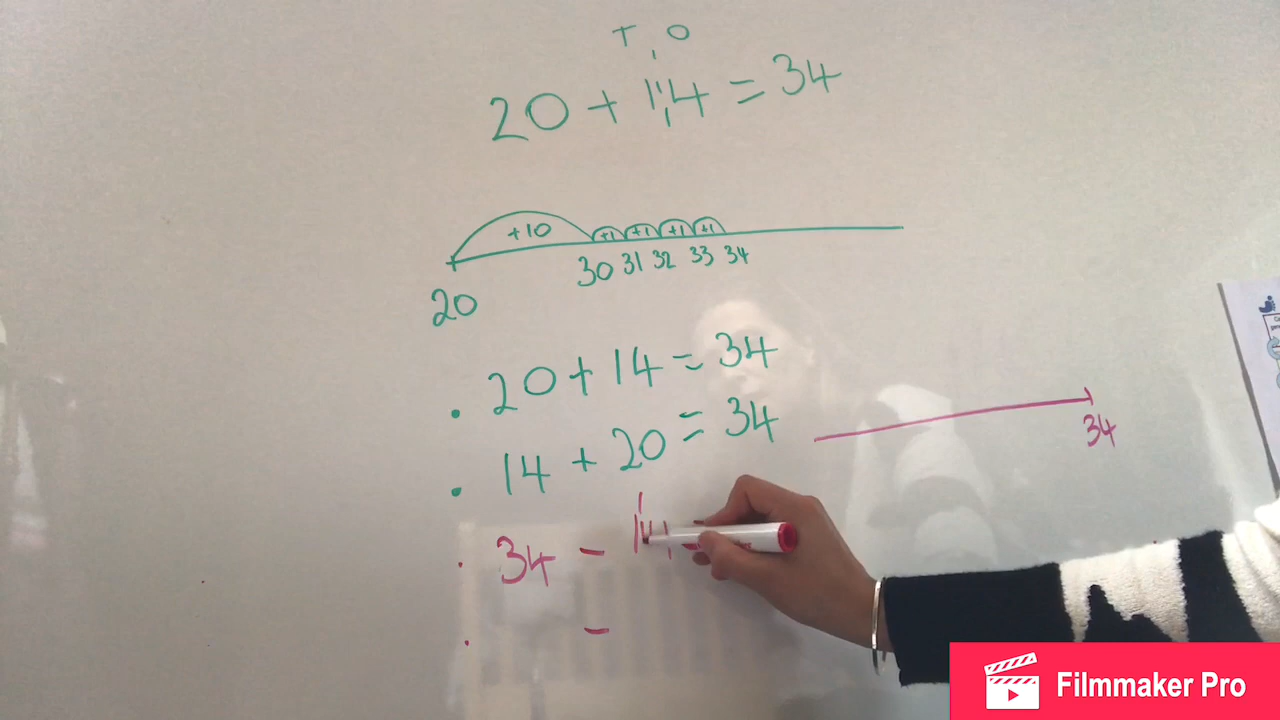 T O
20 + 14 = 34
+10 +1 +1 +1 +1
20 30 31 32 33 34
. 20 + 14 = 34
. 14 + 20 = 34
34
. 34 - 14
. -
Filmmaker Pro